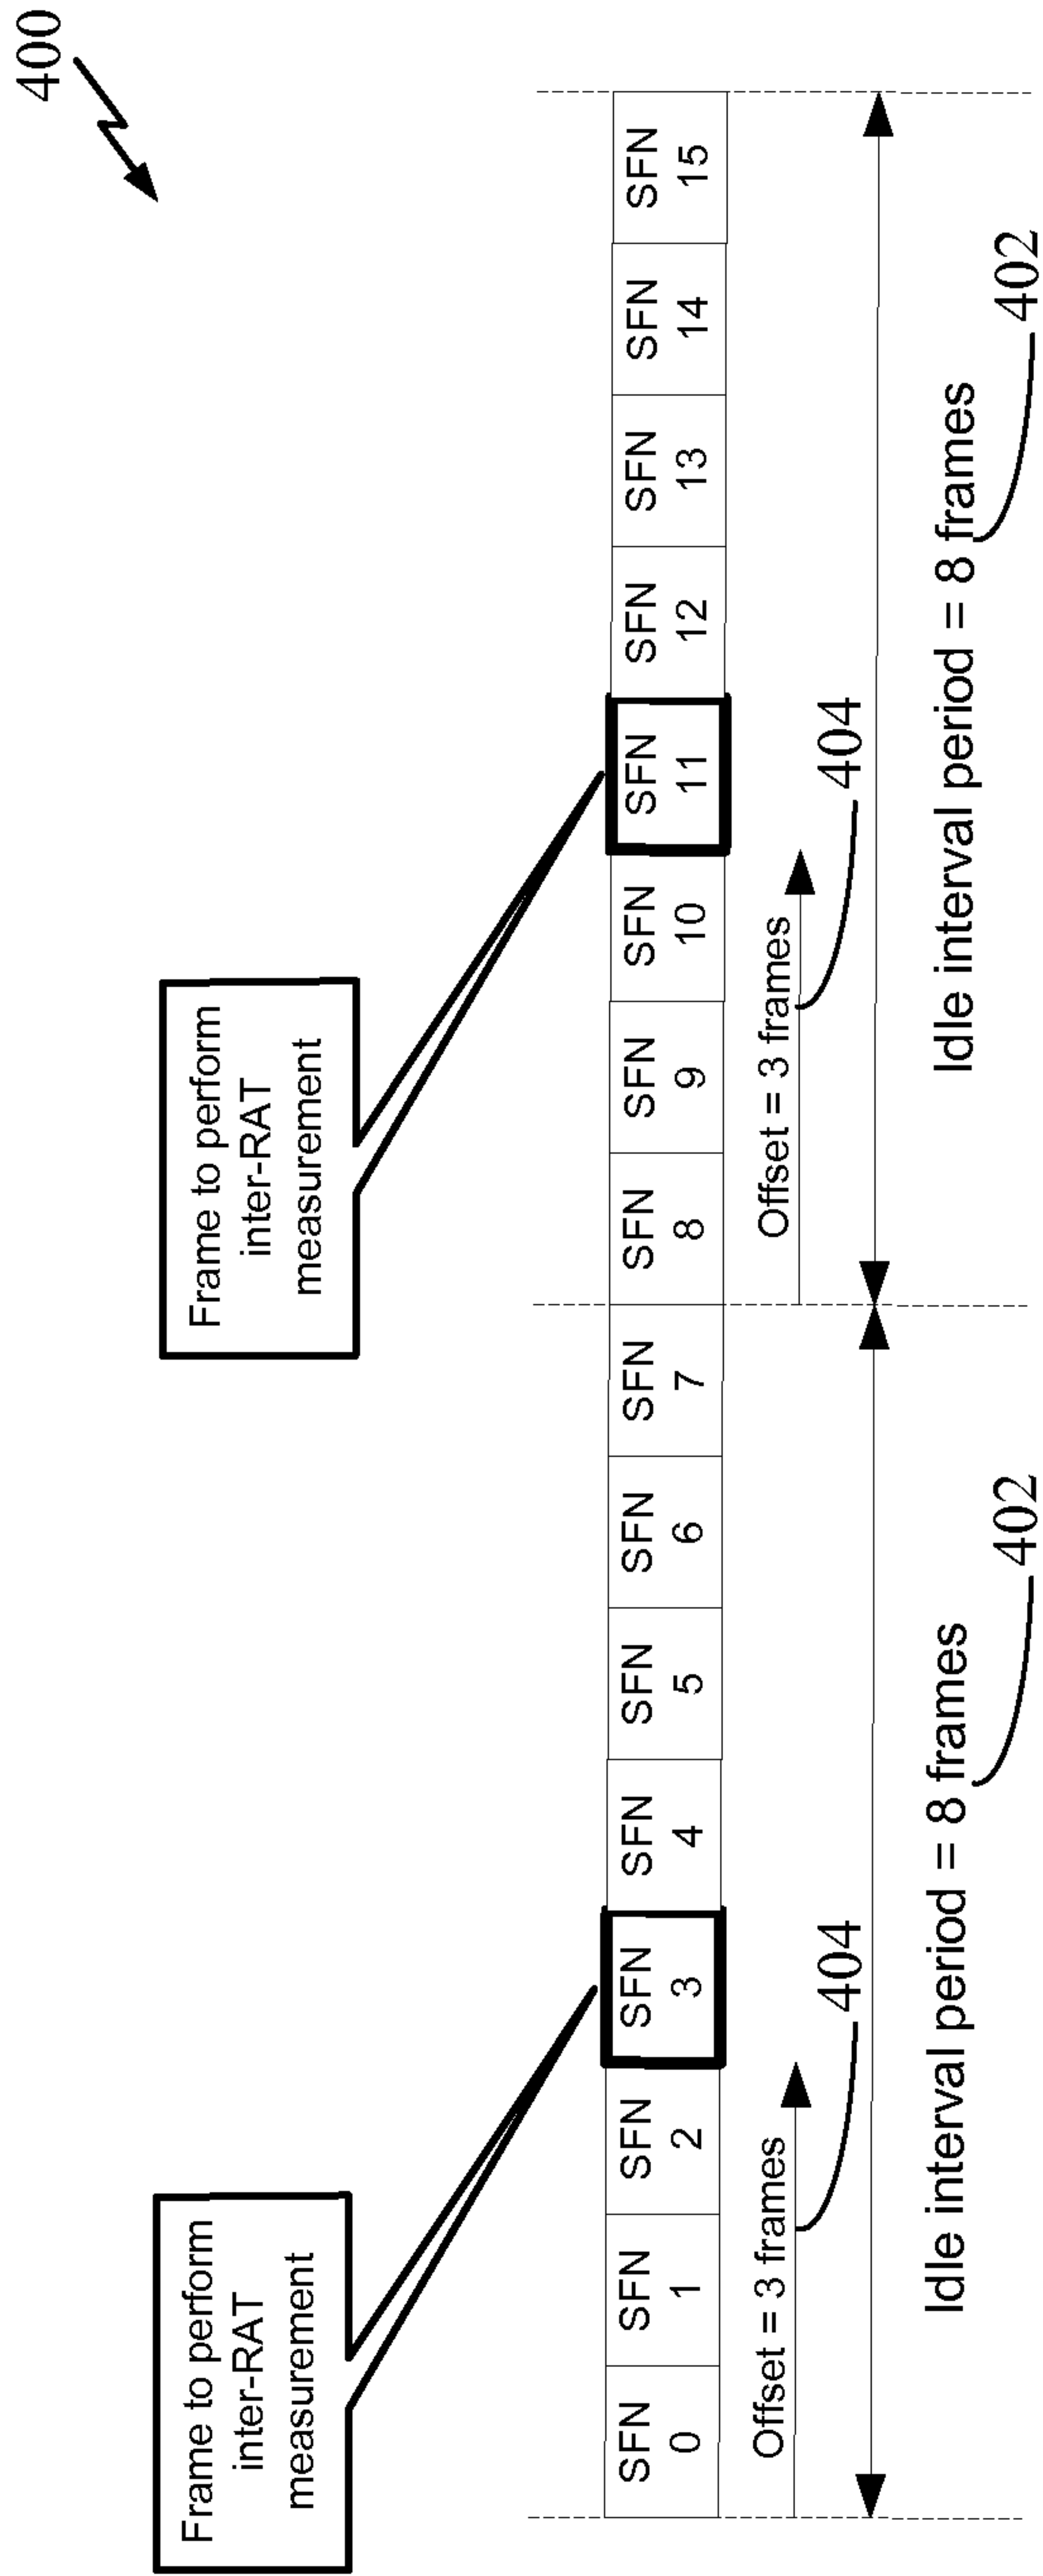 400
Frame to perform
inter-RAT
measurement
Frame to perform
inter-RAT
measurement
SFN
0
SFN
1
SFN
2
SFN
3
SFN
4
SFN
5
SFN
6
SFN
7
SFN
8
SFN
9
SFN
10
SFN
11
SFN
12
SFN
13
SFN
14
SFN
15
Offset = 3 frames
404
Offset = 3 frames
404
Idle interval period = 8 frames
402
Idle interval period = 8 frames
402